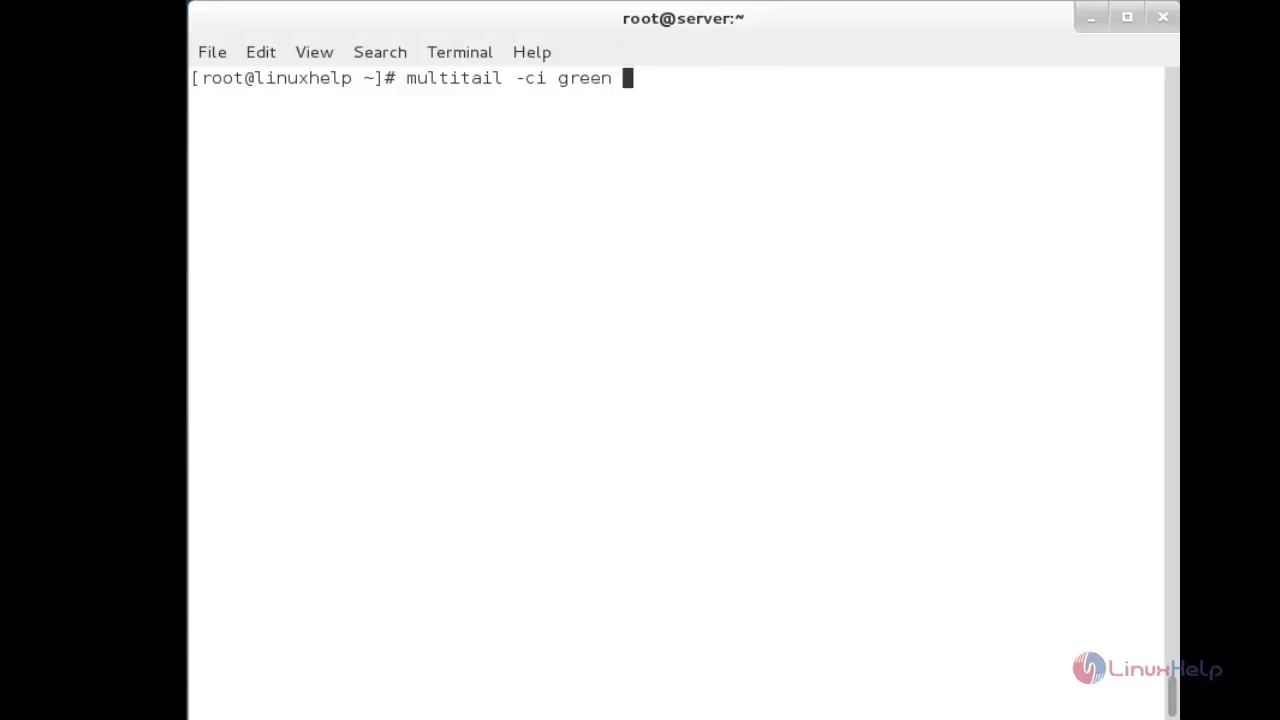 root@server:~
File Edit View Search Terminal Help
[root@linuxhelp ~]# multitail -ci green
LinuxHelp